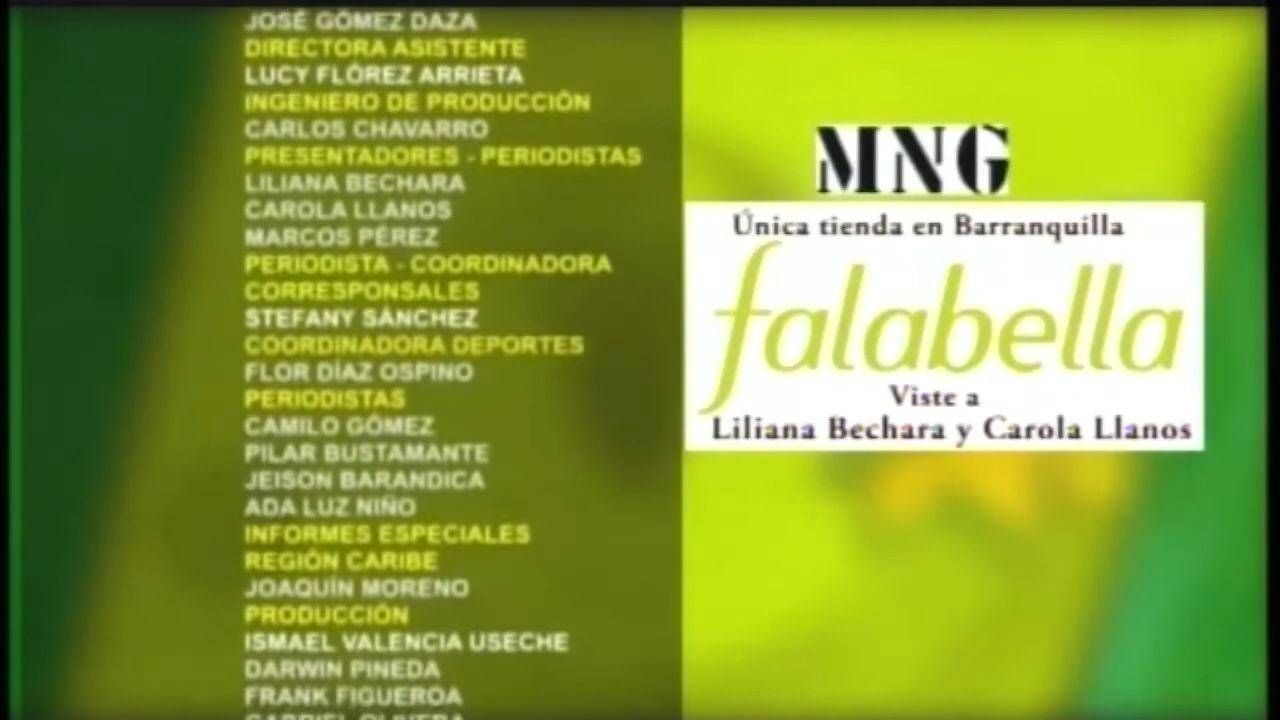 JOSÉ GÓMEZ DAZA
DIRECTORA ASISTENTE
LUCY FLÓREZ ARRIETA
INGENIERO DE PRODUCCIÓN
CARLOS CHAVARRO
PRESENTADORES - PERIODISTAS
LILIANA BECHARA
CAROLA LLANOS
MARCOS PÉREZ
PERIODISTA - COORDINADORA
CORRESPONSALES
STEFANY SÁNCHEZ
COORDINADORA DEPORTES
FLOR DÍAZ OSPINO
PERIODISTAS
CAMILO GÓMEZ
PILAR BUSTAMANTE
JEISON BARANDICA
ADA LUZ NIÑO
INFORMES ESPECIALES
REGIÓN CARIBE
JOAQUÍN MORENO
PRODUCCIÓN
ISMAEL VALENCIA USECHE
DARWIN PINEDA
FRANK FIGUEROA
MNG
Única tienda en Barranquilla
falabella
Viste a
Liliana Bechara y Carola Llanos